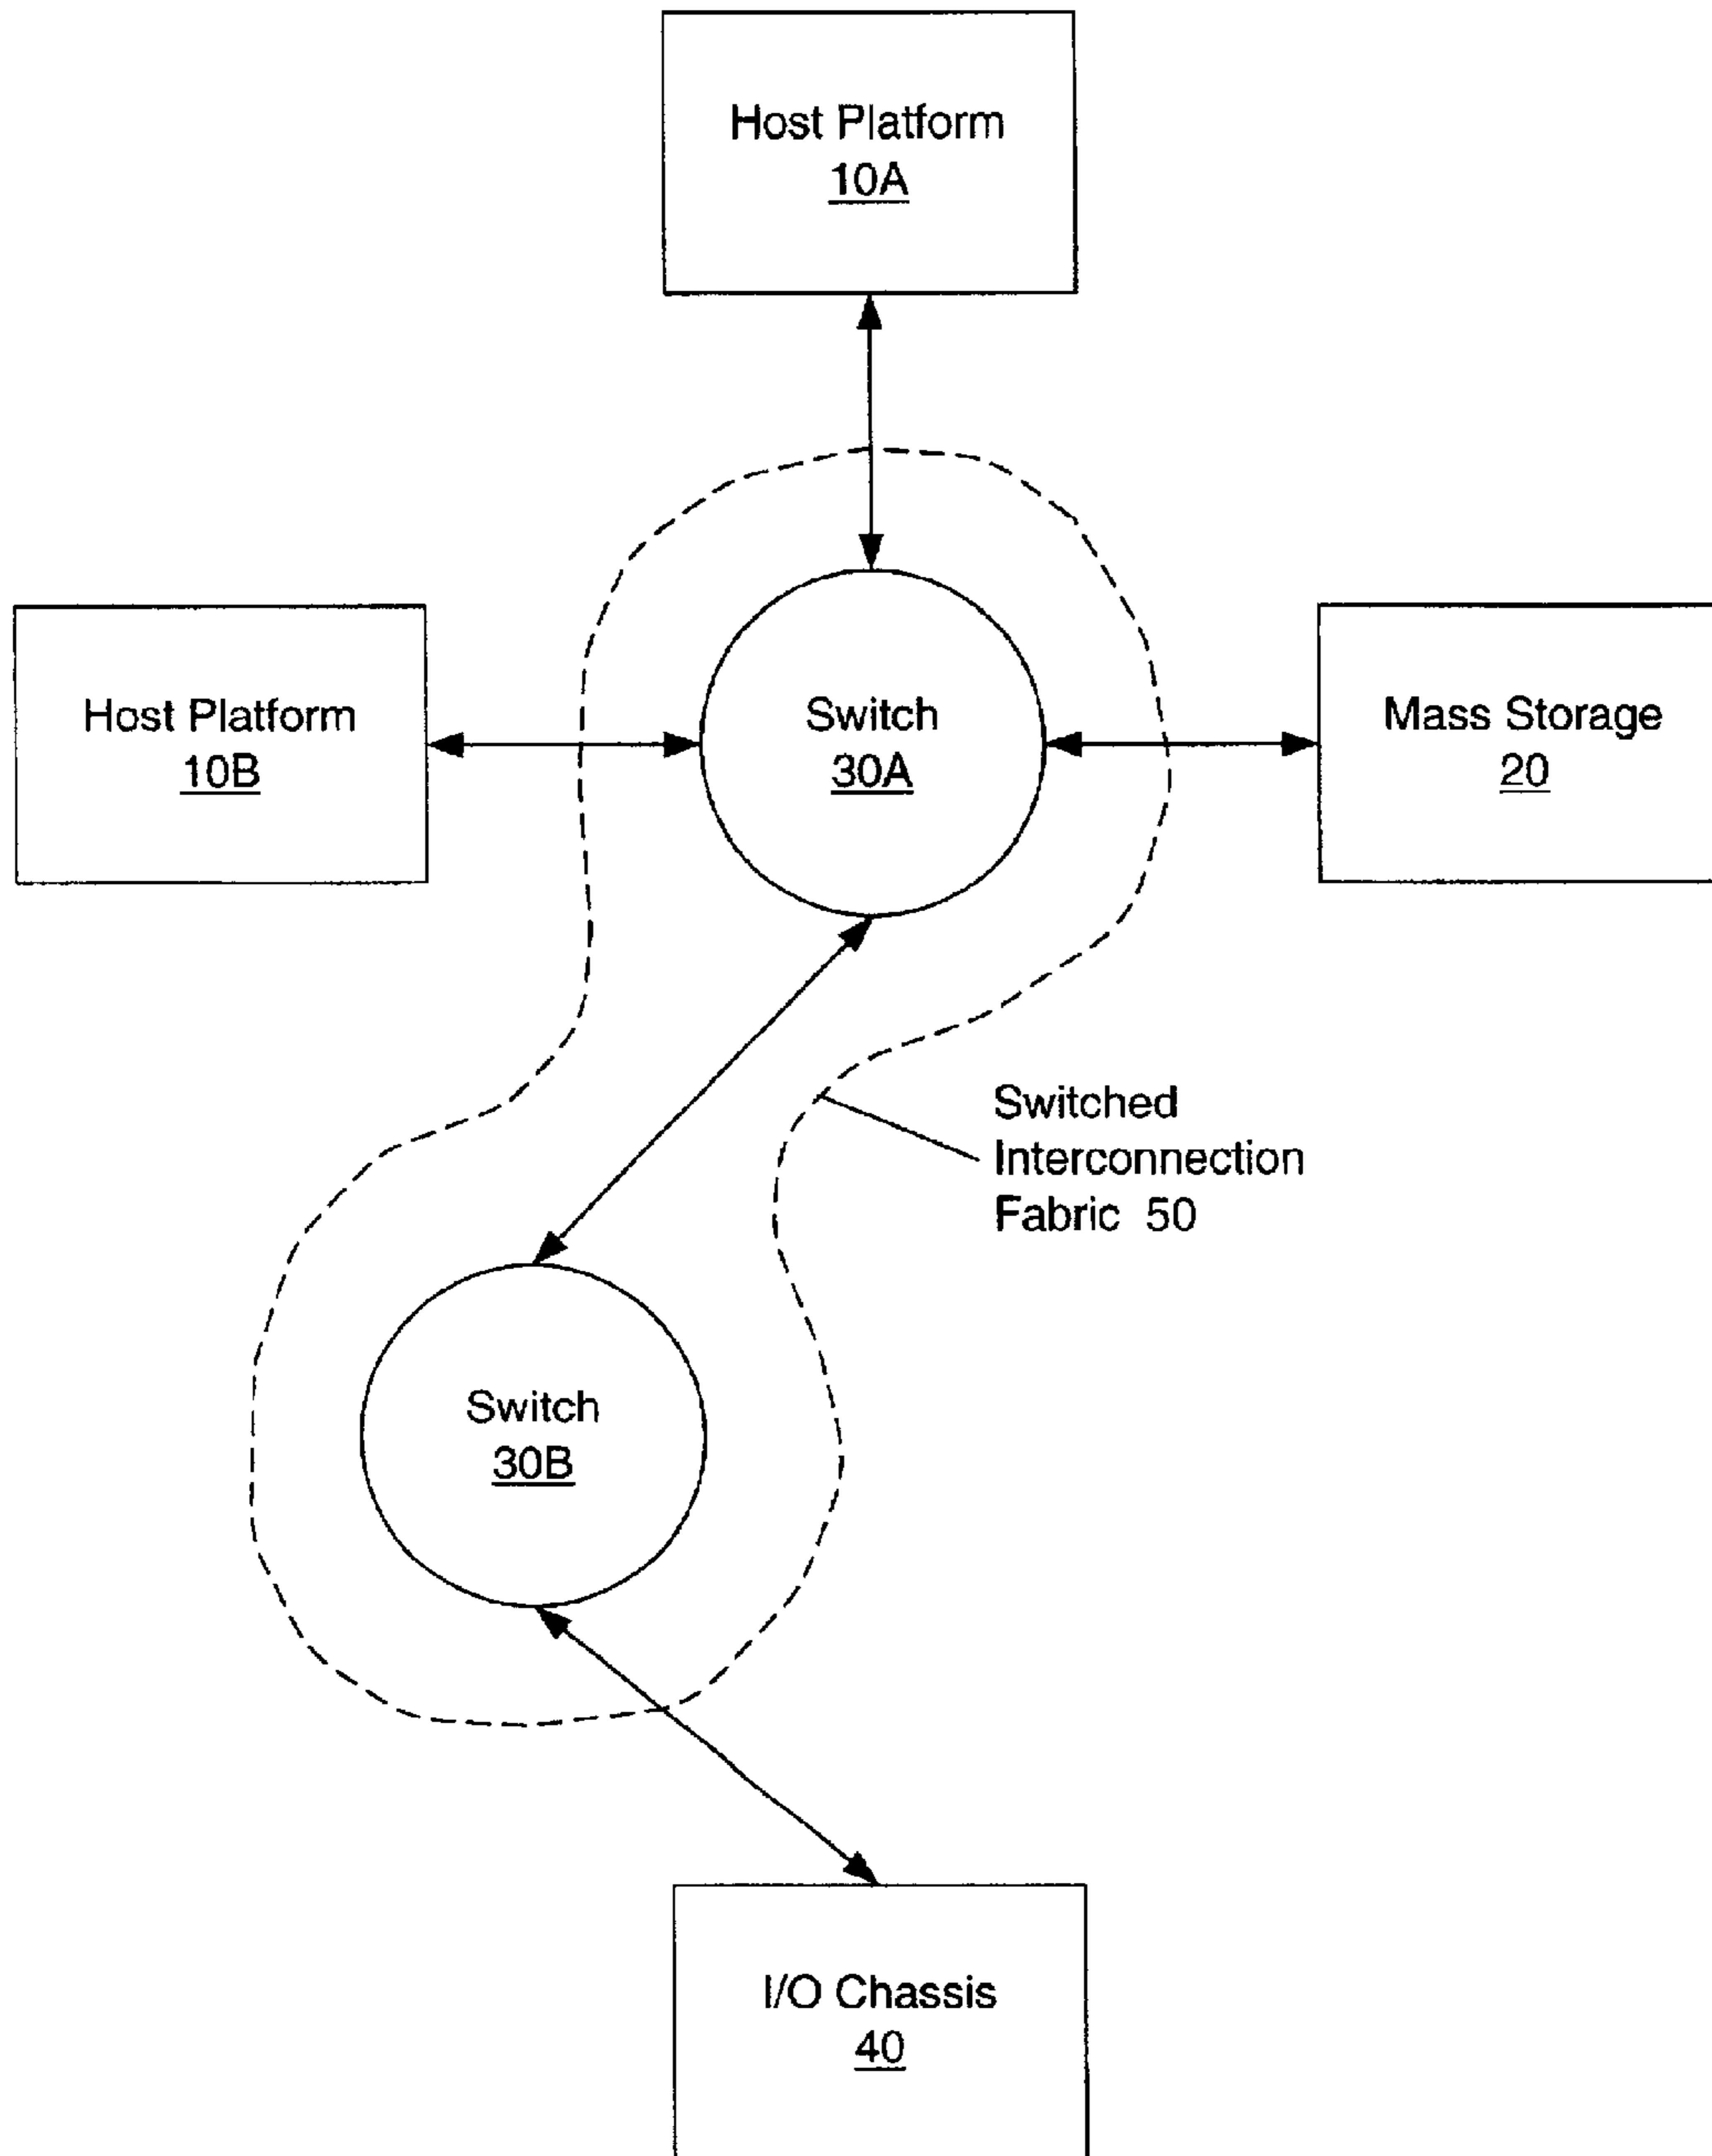 Host Platform
10A
Host Platform
10B
Switch
30A
Mass Storage
20
Switched
Interconnection
Fabric 50
Switch
30B
I/O Chassis
40